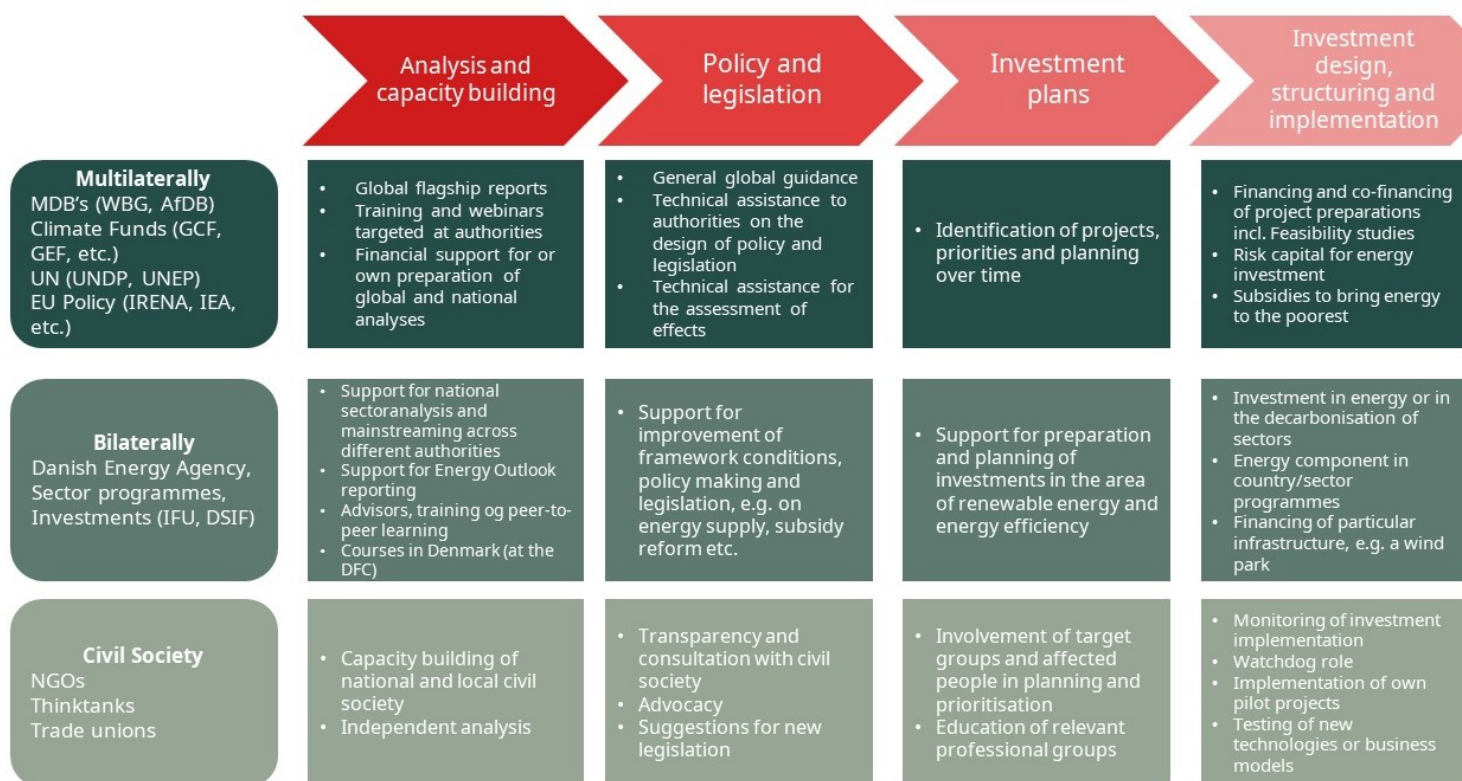 Analysis and
capacity building
Policy and
legislation
Investment
plans
Investment
design,
structuring and
implementation
Multilaterally
MDB's (WBG, AfDB)
Climate Funds (GCF,
GEF, etc.)
UN (UNDP, UNEP)
EU Policy (IRENA, IEA,
etc.)
• Global flagship reports
• Training and webinars
targeted at authorities
• Financial support for or
own preparation of
global and national
analyses
• General global guidance
• Technical assistance to
authorities on the
design of policy and
legislation
• Technical assistance for
the assessment of
effects
• Identification of projects,
priorities and planning
over time
• Financing and co-financing
of project preparations
incl. Feasibility studies
• Risk capital for energy
investment
• Subsidies to bring energy
to the poorest
Bilaterally
Danish Energy Agency,
Sector programmes,
Investments (IFU, DSIF)
• Support for national
sectoranalysis and
mainstreaming across
different authorities
• Support for Energy Outlook
reporting
• Advisors, training og peer-to-
peer learning
• Courses in Denmark (at the
DFC)
• Support for
improvement of
framework conditions,
policy making and
legislation, e.g. on
energy supply, subsidy
reform etc.
• Support for preparation
and planning of
investments in the area
of renewable energy and
energy efficiency
• Investment in energy or in
the decarbonisation of
sectors
• Energy component in
country/sector
programmes
• Financing of particular
infrastructure, e.g. a wind
park
Civil Society
NGOs
Thinktanks
Trade unions
• Capacity building of
national and local civil
society
• Independent analysis
• Transparency and
consultation with civil
society
• Advocacy
• Suggestions for new
legislation
• Involvement of target
groups and affected
people in planning and
prioritisation
• Education of relevant
professional groups
• Monitoring of investment
implementation
• Watchdog role
• Implementation of own
pilot projects
• Testing of new
technologies or business
models